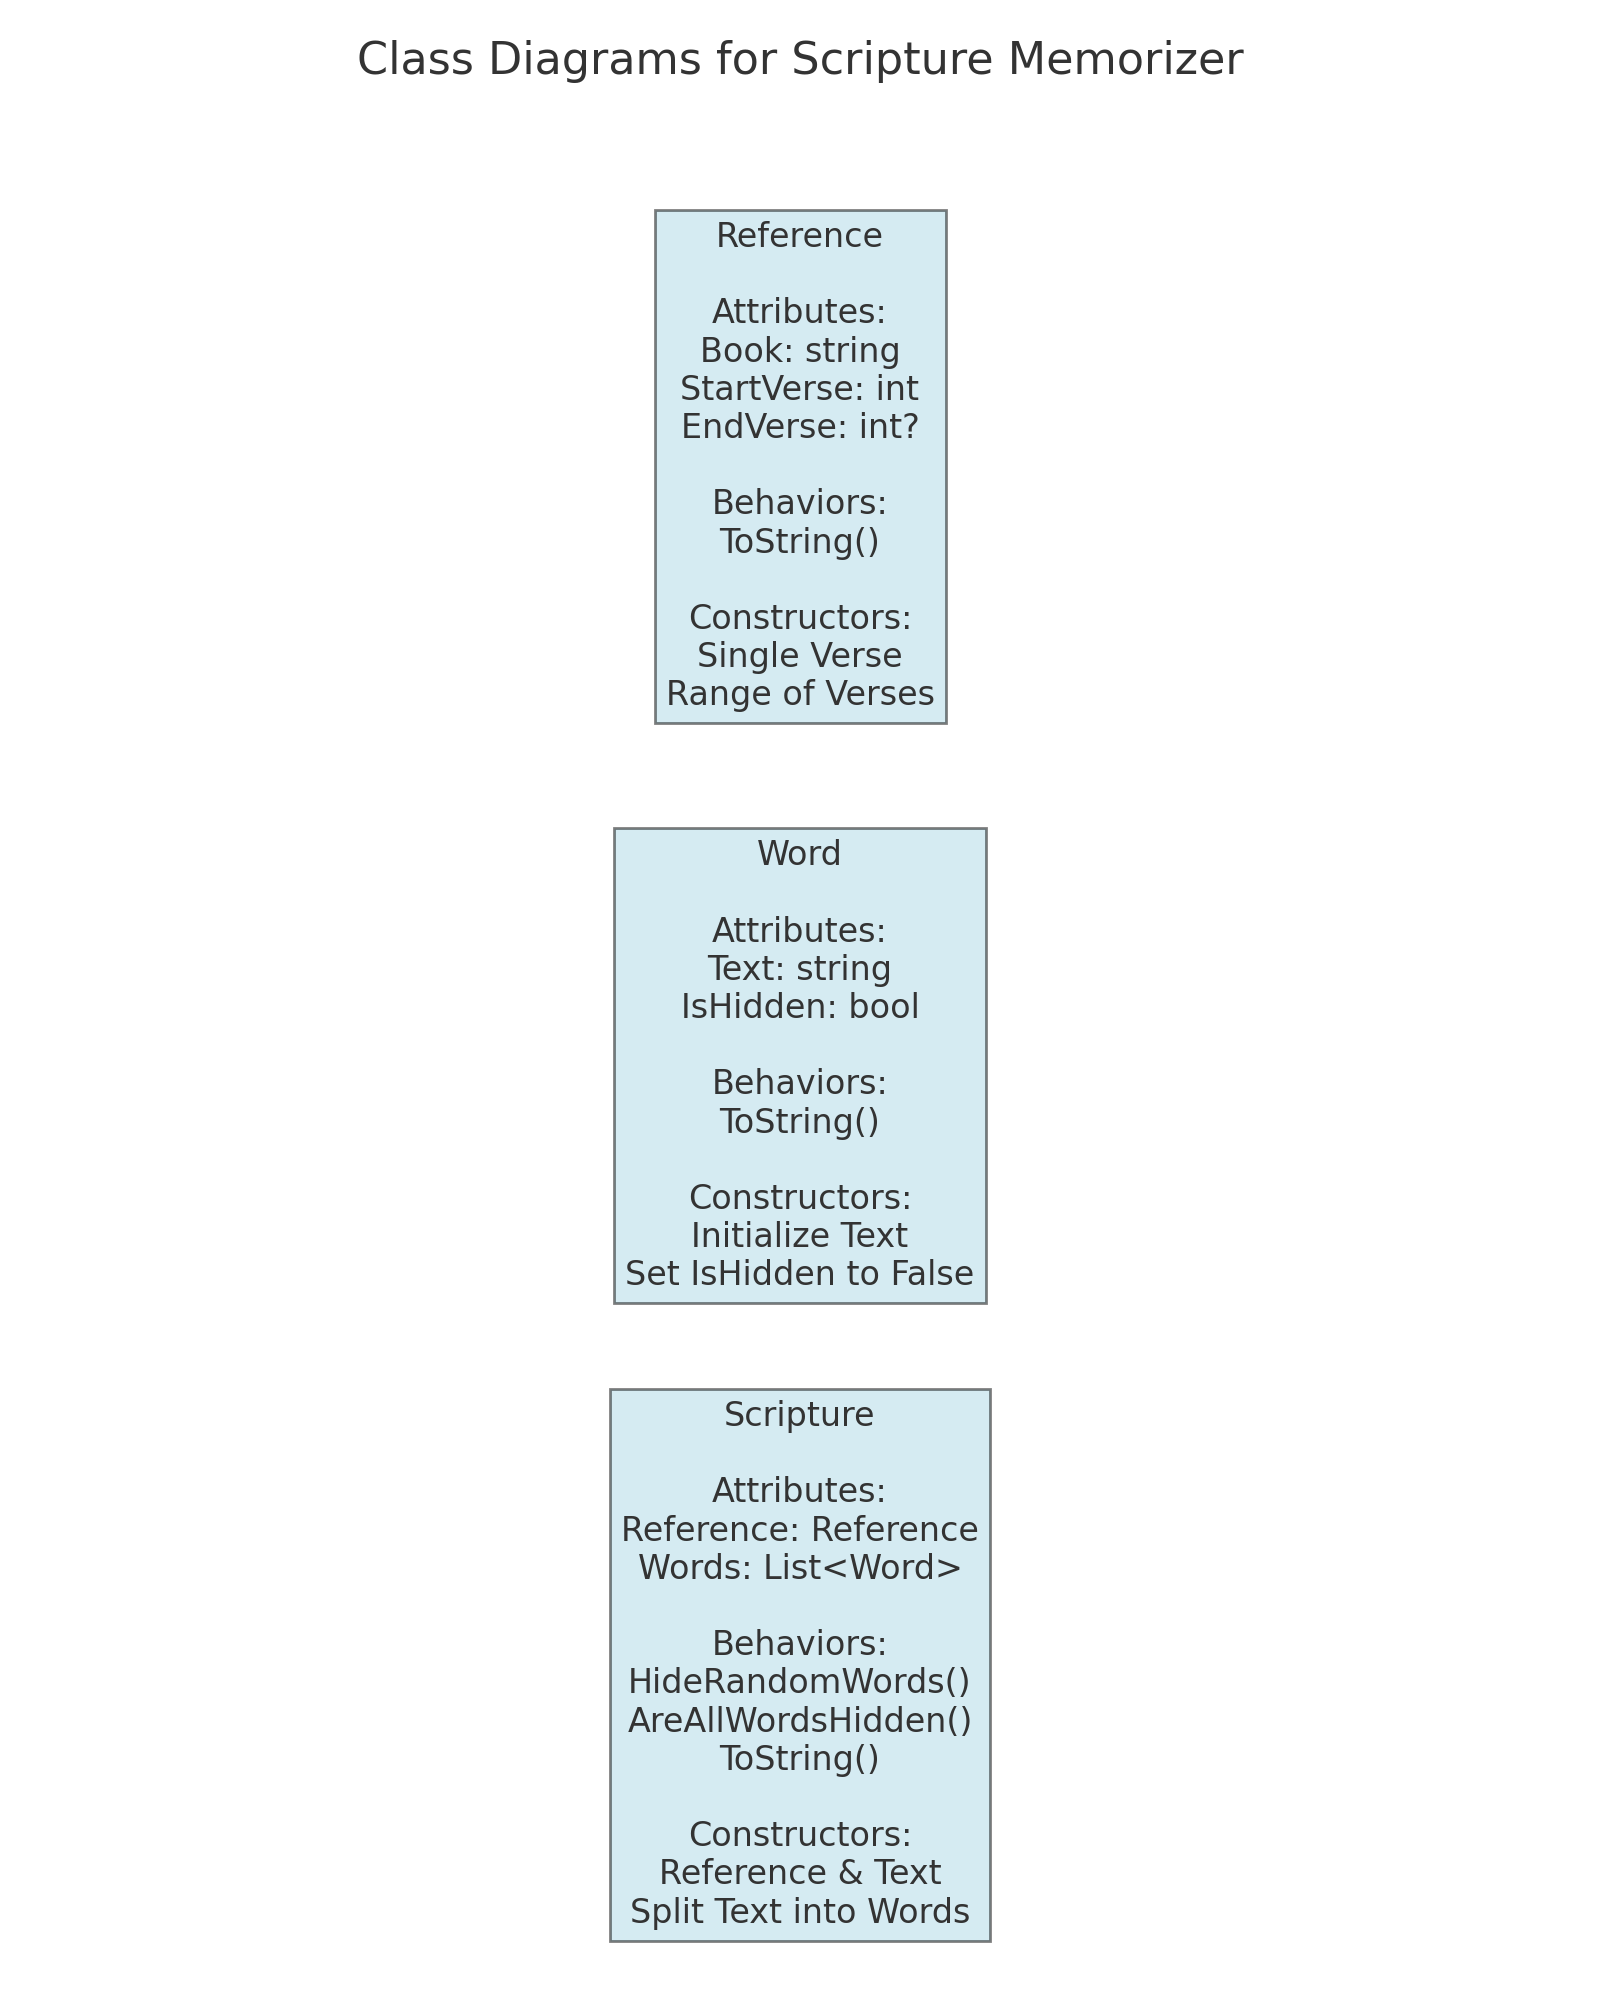 Class Diagrams for Scripture Memorizer
Reference
Attributes:
Book: string
StartVerse: int
EndVerse: int?
Behaviors:
ToString()
Constructors:
Single Verse
Range of Verses
Word
Attributes:
Text: string
IsHidden: bool
Behaviors:
ToString()
Constructors:
Initialize Text
Set IsHidden to False
Scripture
Attributes:
Reference: Reference
Words: List<Word>
Behaviors:
HideRandomWords()
AreAllWordsHidden()
ToString()
Constructors:
Reference & Text
Split Text into Words